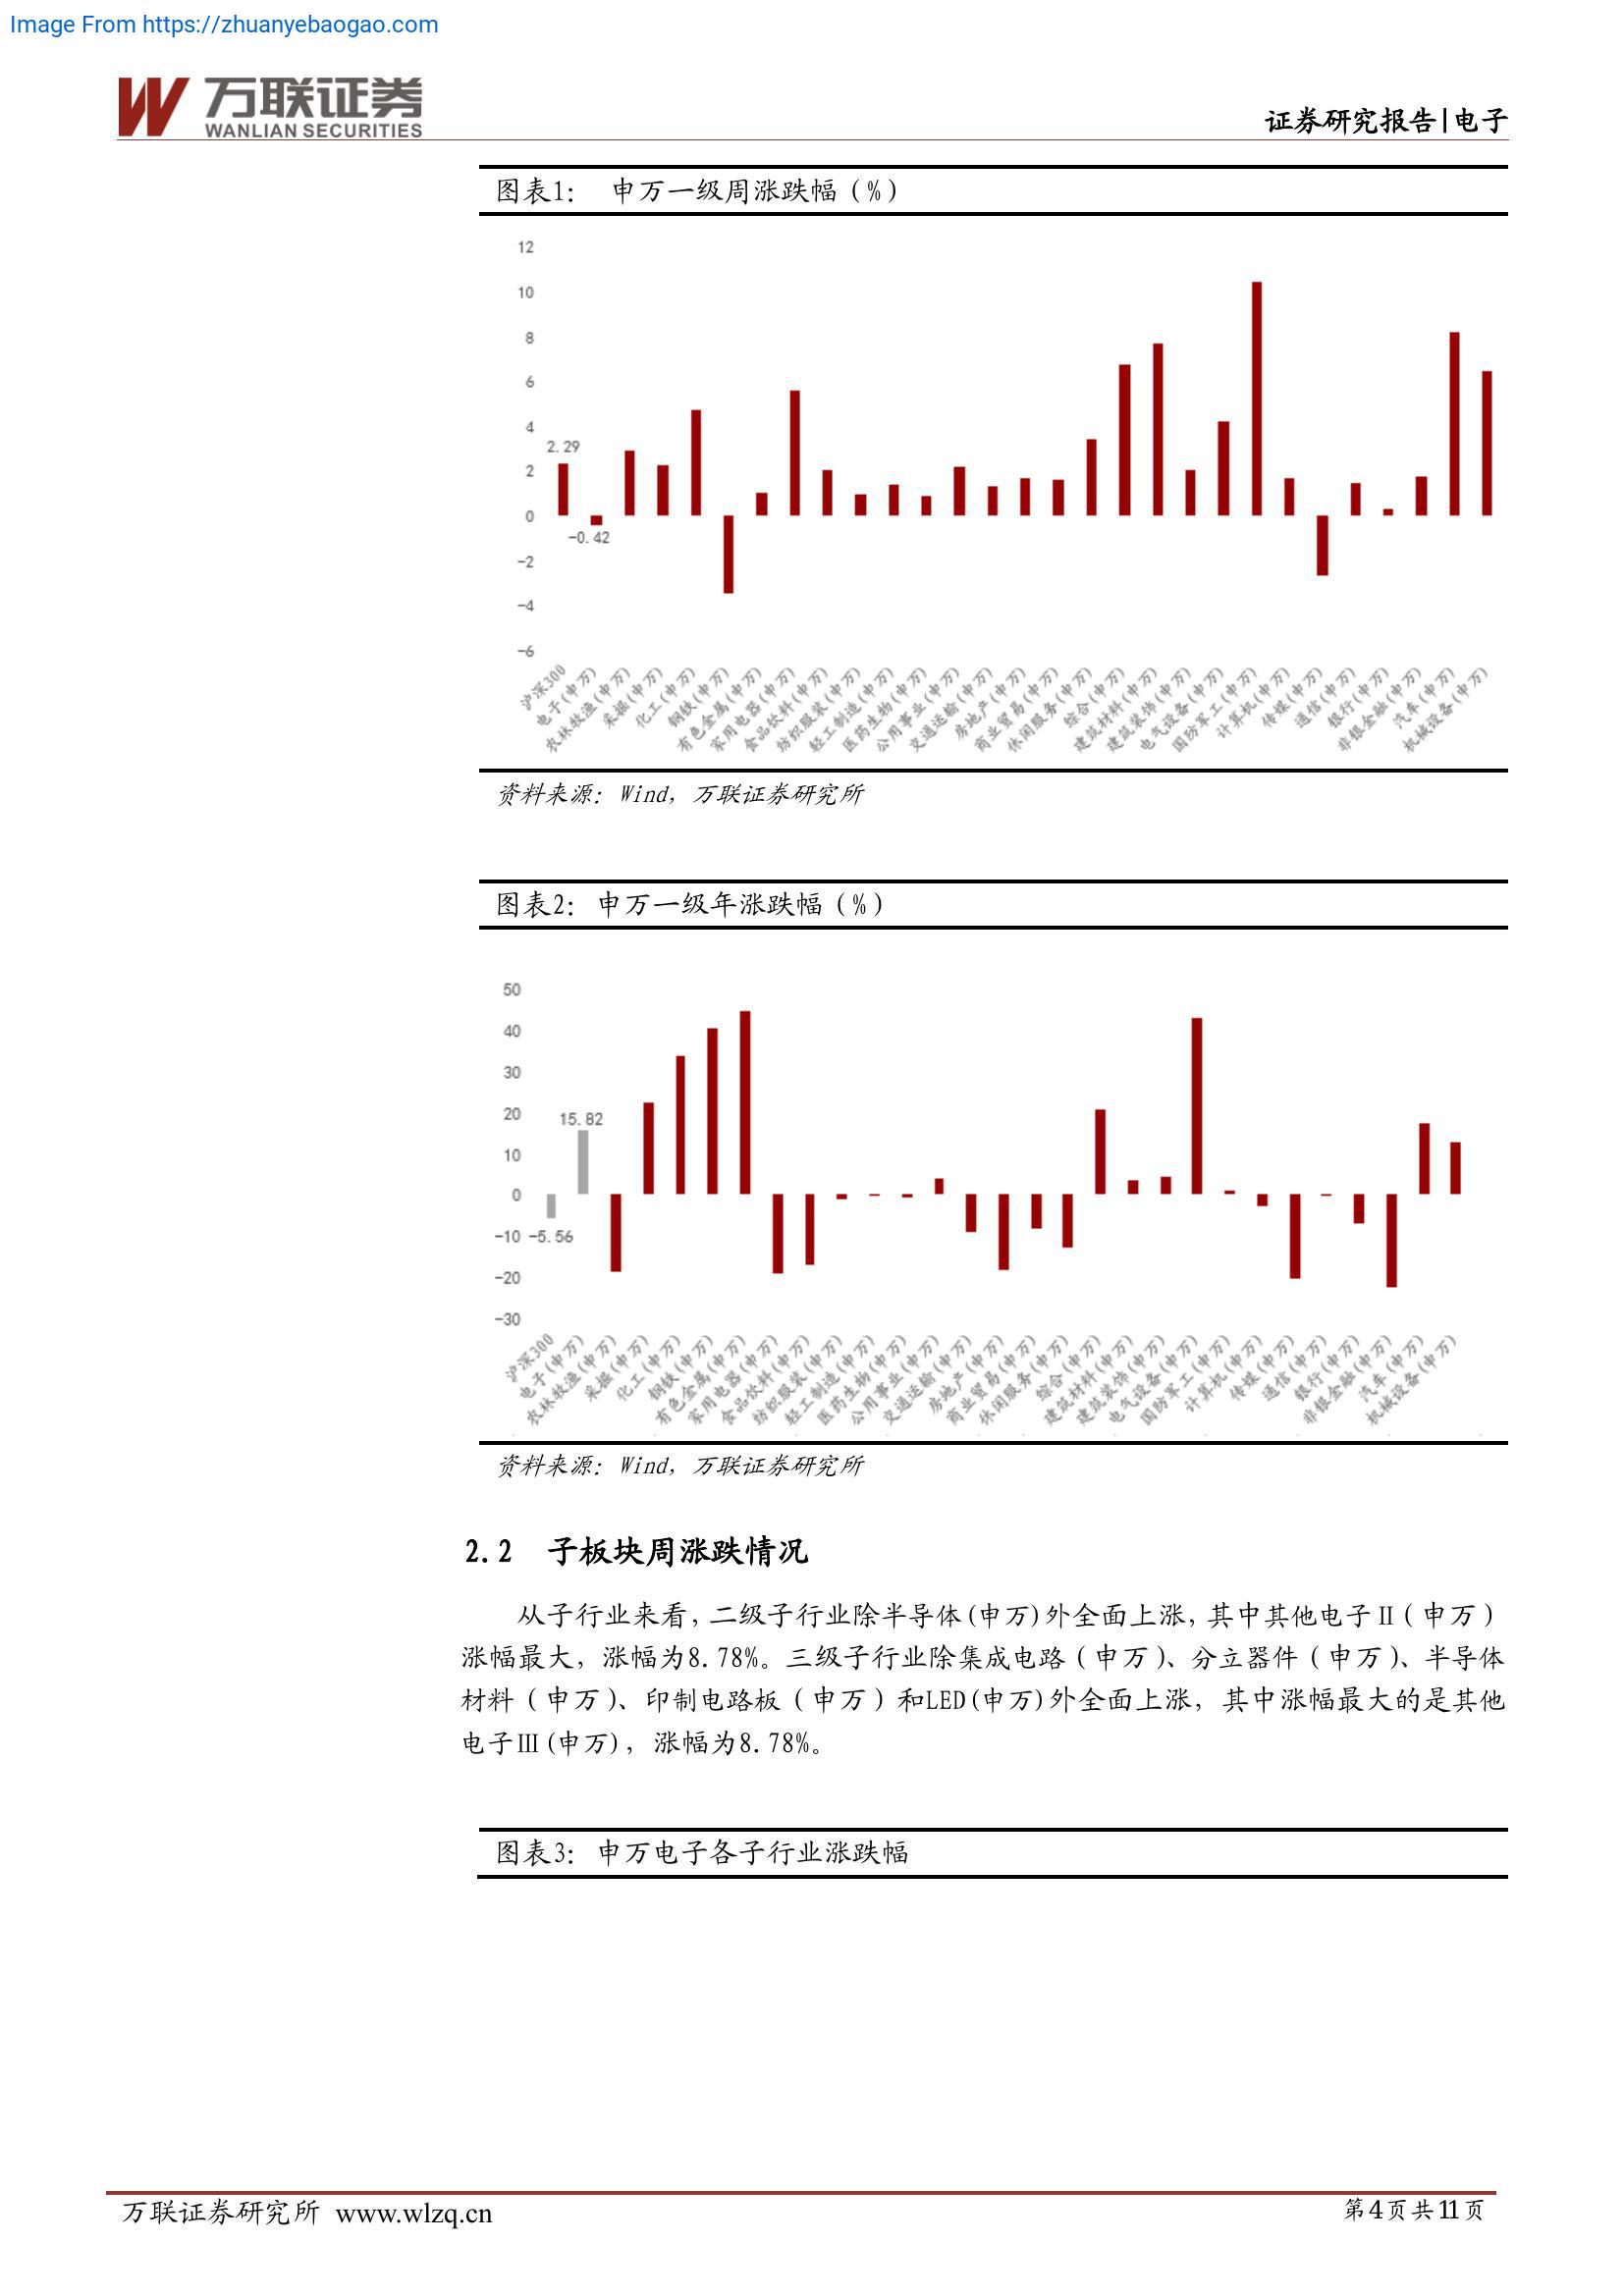 Image From https://zhuanyebaogao.com
万联证券
WANLIAN SECURITIES
证券研究报告|电子
图表1： 申万一级周涨跌幅（%）
12
10
8
6
4
2
0
-2
-4
-6
2.29
-0.42
沪深300
电子(申万)
农林牧渔(申万)
采掘(申万)
化工(申万)
钢铁(申万)
有色金属(申万)
家用电器(申万)
食品饮料(申万)
纺织服装(申万)
轻工制造(申万)
医药生物(申万)
公用事业(申万)
交通运输(申万)
房地产(申万)
商业贸易(申万)
休闲服务(申万)
综合(申万)
建筑材料(申万)
建筑装饰(申万)
电气设备(申万)
国防军工(申万)
计算机(申万)
传媒(申万)
通信(申万)
银行(申万)
非银金融(申万)
汽车(申万)
机械设备(申万)
资料来源：Wind，万联证券研究所
图表2：申万一级年涨跌幅（%）
50
40
30
20
10
0
-10
-20
-30
15.82
-5.56
沪深300
电子(申万)
农林牧渔(申万)
采掘(申万)
化工(申万)
钢铁(申万)
有色金属(申万)
家用电器(申万)
食品饮料(申万)
纺织服装(申万)
轻工制造(申万)
医药生物(申万)
公用事业(申万)
交通运输(申万)
房地产(申万)
商业贸易(申万)
休闲服务(申万)
综合(申万)
建筑材料(申万)
建筑装饰(申万)
电气设备(申万)
国防军工(申万)
计算机(申万)
传媒(申万)
通信(申万)
银行(申万)
非银金融(申万)
汽车(申万)
机械设备(申万)
资料来源：Wind，万联证券研究所
2.2 子板块周涨跌情况
从子行业来看，二级子行业除半导体(申万)外全面上涨，其中其他电子II（申万）
涨幅最大，涨幅为8.78%。三级子行业除集成电路（申万）、分立器件（申万）、半导体
材料（申万）、印制电路板（申万）和LED(申万)外全面上涨，其中涨幅最大的是其他
电子III(申万)，涨幅为8.78%。
图表3：申万电子各子行业涨跌幅
万联证券研究所 www.wlzq.cn
第4页共11页